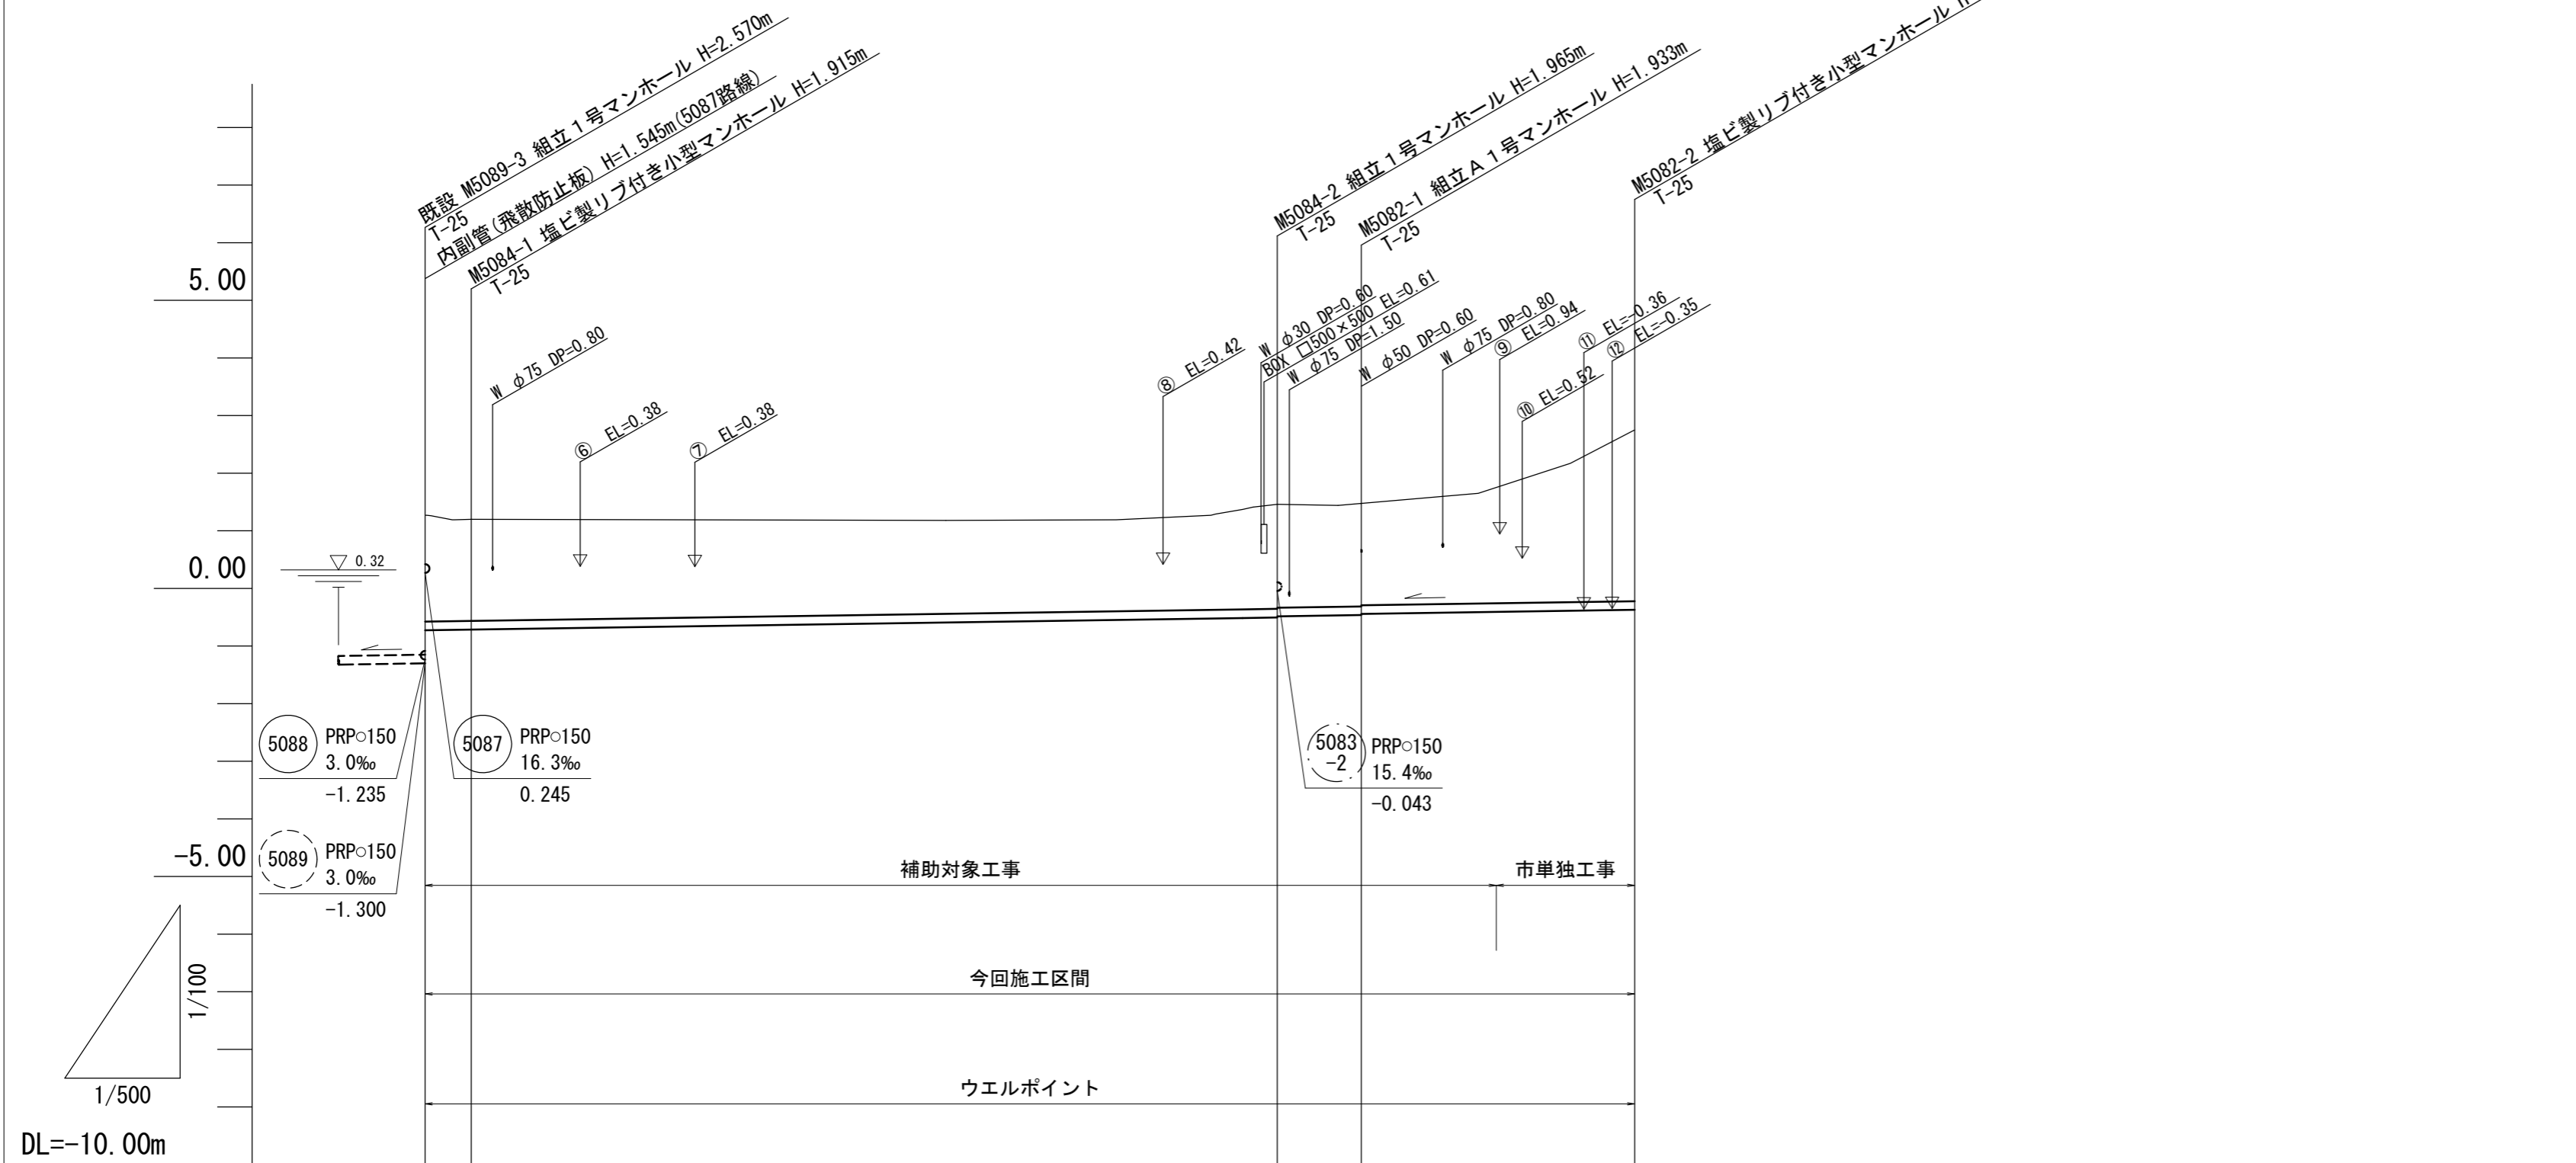 既設 M5089-3 組立１号マンホール H=2.570m
T-25
内副管(飛散防止板) H=1.545m(5087路線)
M5084-1 塩ビ製リブ付き小型マンホール H=1.915m
T-25
M5084-2 組立１号マンホール H=1.965m
T-25
M5082-1 組立Ａ１号マンホール H=1.933m
T-25
M5082-2 塩ビ製リブ付き小型マンホール
T-25
W φ75 DP=0.80
⑥ EL=0.38
⑦ EL=0.38
⑧ EL=0.42
W φ30 DP=0.60
BOX □500×500 EL=0.61
W φ75 DP=1.50
W φ50 DP=0.60
W φ75 DP=0.80
⑨ EL=0.94
⑩ EL=0.52
⑪ EL=-0.36
⑫ EL=-0.35
5.00
0.00
-5.00
0.32
5088 PRP○150
3.0‰
-1.235
5087 PRP○150
16.3‰
0.245
5083
-2
PRP○150
15.4‰
-0.043
5089 PRP○150
3.0‰
-1.300
補助対象工事
市単独工事
今回施工区間
ウエルポイント
1/100
1/500
DL=-10.00m